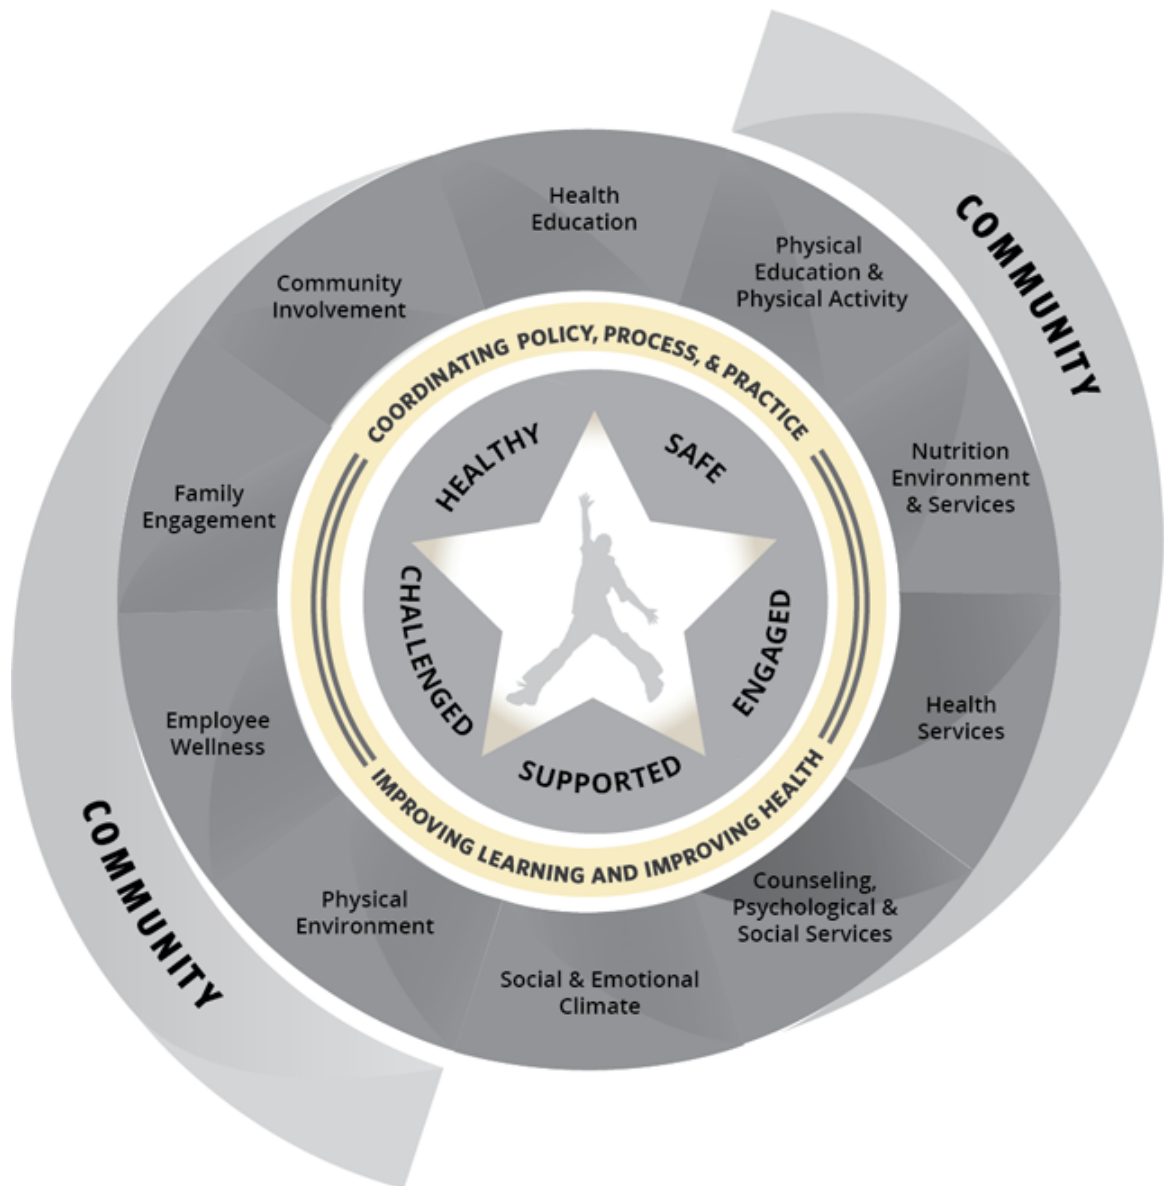 COMMUNITY
Health
Education
Physical
Education &
Physical Activity
Nutrition
Environment
& Services
Health
Services
Counseling,
Psychological &
Social Services
Social & Emotional
Climate
Physical
Environment
Employee
Wellness
Family
Engagement
Community
Involvement
COORDINATING POLICY, PROCESS, & PRACTICE
IMPROVING LEARNING AND IMPROVING HEALTH
HEALTHY
SAFE
ENGAGED
SUPPORTED
CHALLENGED
COMMUNITY